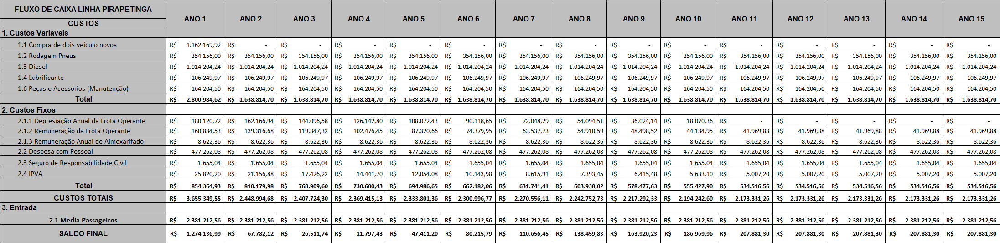 FLUXO DE CAIXA LINHA PIRAPETINGA ANO 1 ANO 2 ANO 3 ANO 4 ANO 5 ANO 6 ANO 7 ANO 8 ANO 9 ANO 10 ANO 11 ANO 12 ANO 13 ANO 14 ANO 15
CUSTOS
1. Custos Variaveis
1.1 Compra de dois veiculo novos R$ 1.162.169,92 R$ - R$ - R$ - R$ - R$ - R$ - R$ - R$ - R$ - R$ - R$ - R$ - R$ - R$ -
1.2 Rodagem Pneus R$ 354.156,00 R$ 354.156,00 R$ 354.156,00 R$ 354.156,00 R$ 354.156,00 R$ 354.156,00 R$ 354.156,00 R$ 354.156,00 R$ 354.156,00 R$ 354.156,00 R$ 354.156,00 R$ 354.156,00 R$ 354.156,00 R$ 354.156,00 R$ 354.156,00
1.3 Diesel R$ 1.014.204,24 R$ 1.014.204,24 R$ 1.014.204,24 R$ 1.014.204,24 R$ 1.014.204,24 R$ 1.014.204,24 R$ 1.014.204,24 R$ 1.014.204,24 R$ 1.014.204,24 R$ 1.014.204,24 R$ 1.014.204,24 R$ 1.014.204,24 R$ 1.014.204,24 R$ 1.014.204,24 R$ 1.014.204,24
1.4 Lubrificante R$ 106.249,97 R$ 106.249,97 R$ 106.249,97 R$ 106.249,97 R$ 106.249,97 R$ 106.249,97 R$ 106.249,97 R$ 106.249,97 R$ 106.249,97 R$ 106.249,97 R$ 106.249,97 R$ 106.249,97 R$ 106.249,97 R$ 106.249,97 R$ 106.249,97
1.6 Peças e Acessórios (Manutenção) R$ 164.204,50 R$ 164.204,50 R$ 164.204,50 R$ 164.204,50 R$ 164.204,50 R$ 164.204,50 R$ 164.204,50 R$ 164.204,50 R$ 164.204,50 R$ 164.204,50 R$ 164.204,50 R$ 164.204,50 R$ 164.204,50 R$ 164.204,50 R$ 164.204,50
Total R$ 2.800.984,62 R$ 1.638.814,70 R$ 1.638.814,70 R$ 1.638.814,70 R$ 1.638.814,70 R$ 1.638.814,70 R$ 1.638.814,70 R$ 1.638.814,70 R$ 1.638.814,70 R$ 1.638.814,70 R$ 1.638.814,70 R$ 1.638.814,70 R$ 1.638.814,70 R$ 1.638.814,70 R$ 1.638.814,70
2. Custos Fixos
2.1.1 Depresiação Anual da Frota Operante R$ 180.120,72 R$ 162.166,94 R$ 144.096,58 R$ 126.142,80 R$ 108.072,43 R$ 90.118,65 R$ 72.048,29 R$ 54.094,51 R$ 36.024,14 R$ 18.070,36 R$ - R$ - R$ - R$ - R$ -
2.1.2 Remuneração da Frota Operante R$ 160.884,53 R$ 139.316,68 R$ 119.847,32 R$ 102.476,45 R$ 87.320,66 R$ 74.379,95 R$ 63.537,73 R$ 54.910,59 R$ 48.498,52 R$ 44.184,95 R$ 41.969,88 R$ 41.969,88 R$ 41.969,88 R$ 41.969,88 R$ 41.969,88
2.1.3 Remuneração Anual de Almoxarifado R$ 8.622,36 R$ 8.622,36 R$ 8.622,36 R$ 8.622,36 R$ 8.622,36 R$ 8.622,36 R$ 8.622,36 R$ 8.622,36 R$ 8.622,36 R$ 8.622,36 R$ 8.622,36 R$ 8.622,36 R$ 8.622,36 R$ 8.622,36 R$ 8.622,36
2.2 Despesa com Pessoal R$ 477.262,08 R$ 477.262,08 R$ 477.262,08 R$ 477.262,08 R$ 477.262,08 R$ 477.262,08 R$ 477.262,08 R$ 477.262,08 R$ 477.262,08 R$ 477.262,08 R$ 477.262,08 R$ 477.262,08 R$ 477.262,08 R$ 477.262,08 R$ 477.262,08
2.3 Seguro de Responsabilidade Civil R$ 1.655,04 R$ 1.655,04 R$ 1.655,04 R$ 1.655,04 R$ 1.655,04 R$ 1.655,04 R$ 1.655,04 R$ 1.655,04 R$ 1.655,04 R$ 1.655,04 R$ 1.655,04 R$ 1.655,04 R$ 1.655,04 R$ 1.655,04 R$ 1.655,04
2.4 IPVA R$ 25.820,20 R$ 21.156,88 R$ 17.426,22 R$ 14.441,70 R$ 12.054,08 R$ 10.143,98 R$ 8.615,91 R$ 7.393,45 R$ 6.415,48 R$ 5.633,10 R$ 5.007,20 R$ 5.007,20 R$ 5.007,20 R$ 5.007,20 R$ 5.007,20
Total R$ 854.364,93 R$ 810.179,98 R$ 768.909,60 R$ 730.600,43 R$ 694.986,65 R$ 662.182,06 R$ 631.741,41 R$ 603.938,02 R$ 578.477,63 R$ 555.427,90 R$ 534.516,56 R$ 534.516,56 R$ 534.516,56 R$ 534.516,56 R$ 534.516,56
CUSTOS TOTAIS R$ 3.655.349,55 R$ 2.448.994,68 R$ 2.407.724,30 R$ 2.369.415,13 R$ 2.333.801,36 R$ 2.300.996,77 R$ 2.270.556,11 R$ 2.242.752,73 R$ 2.217.292,33 R$ 2.194.242,60 R$ 2.173.331,26 R$ 2.173.331,26 R$ 2.173.331,26 R$ 2.173.331,26 R$ 2.173.331,26
3. Entrada
2.1 Media Passageiros R$ 2.381.212,56 R$ 2.381.212,56 R$ 2.381.212,56 R$ 2.381.212,56 R$ 2.381.212,56 R$ 2.381.212,56 R$ 2.381.212,56 R$ 2.381.212,56 R$ 2.381.212,56 R$ 2.381.212,56 R$ 2.381.212,56 R$ 2.381.212,56 R$ 2.381.212,56 R$ 2.381.212,56 R$ 2.381.212,56
SALDO FINAL -R$ 1.274.136,99 -R$ 67.782,12 -R$ 26.511,74 R$ 11.797,43 R$ 47.411,20 R$ 80.215,79 R$ 110.656,45 R$ 138.459,83 R$ 163.920,23 R$ 186.969,96 R$ 207.881,30 R$ 207.881,30 R$ 207.881,30 R$ 207.881,30 R$ 207.881,30